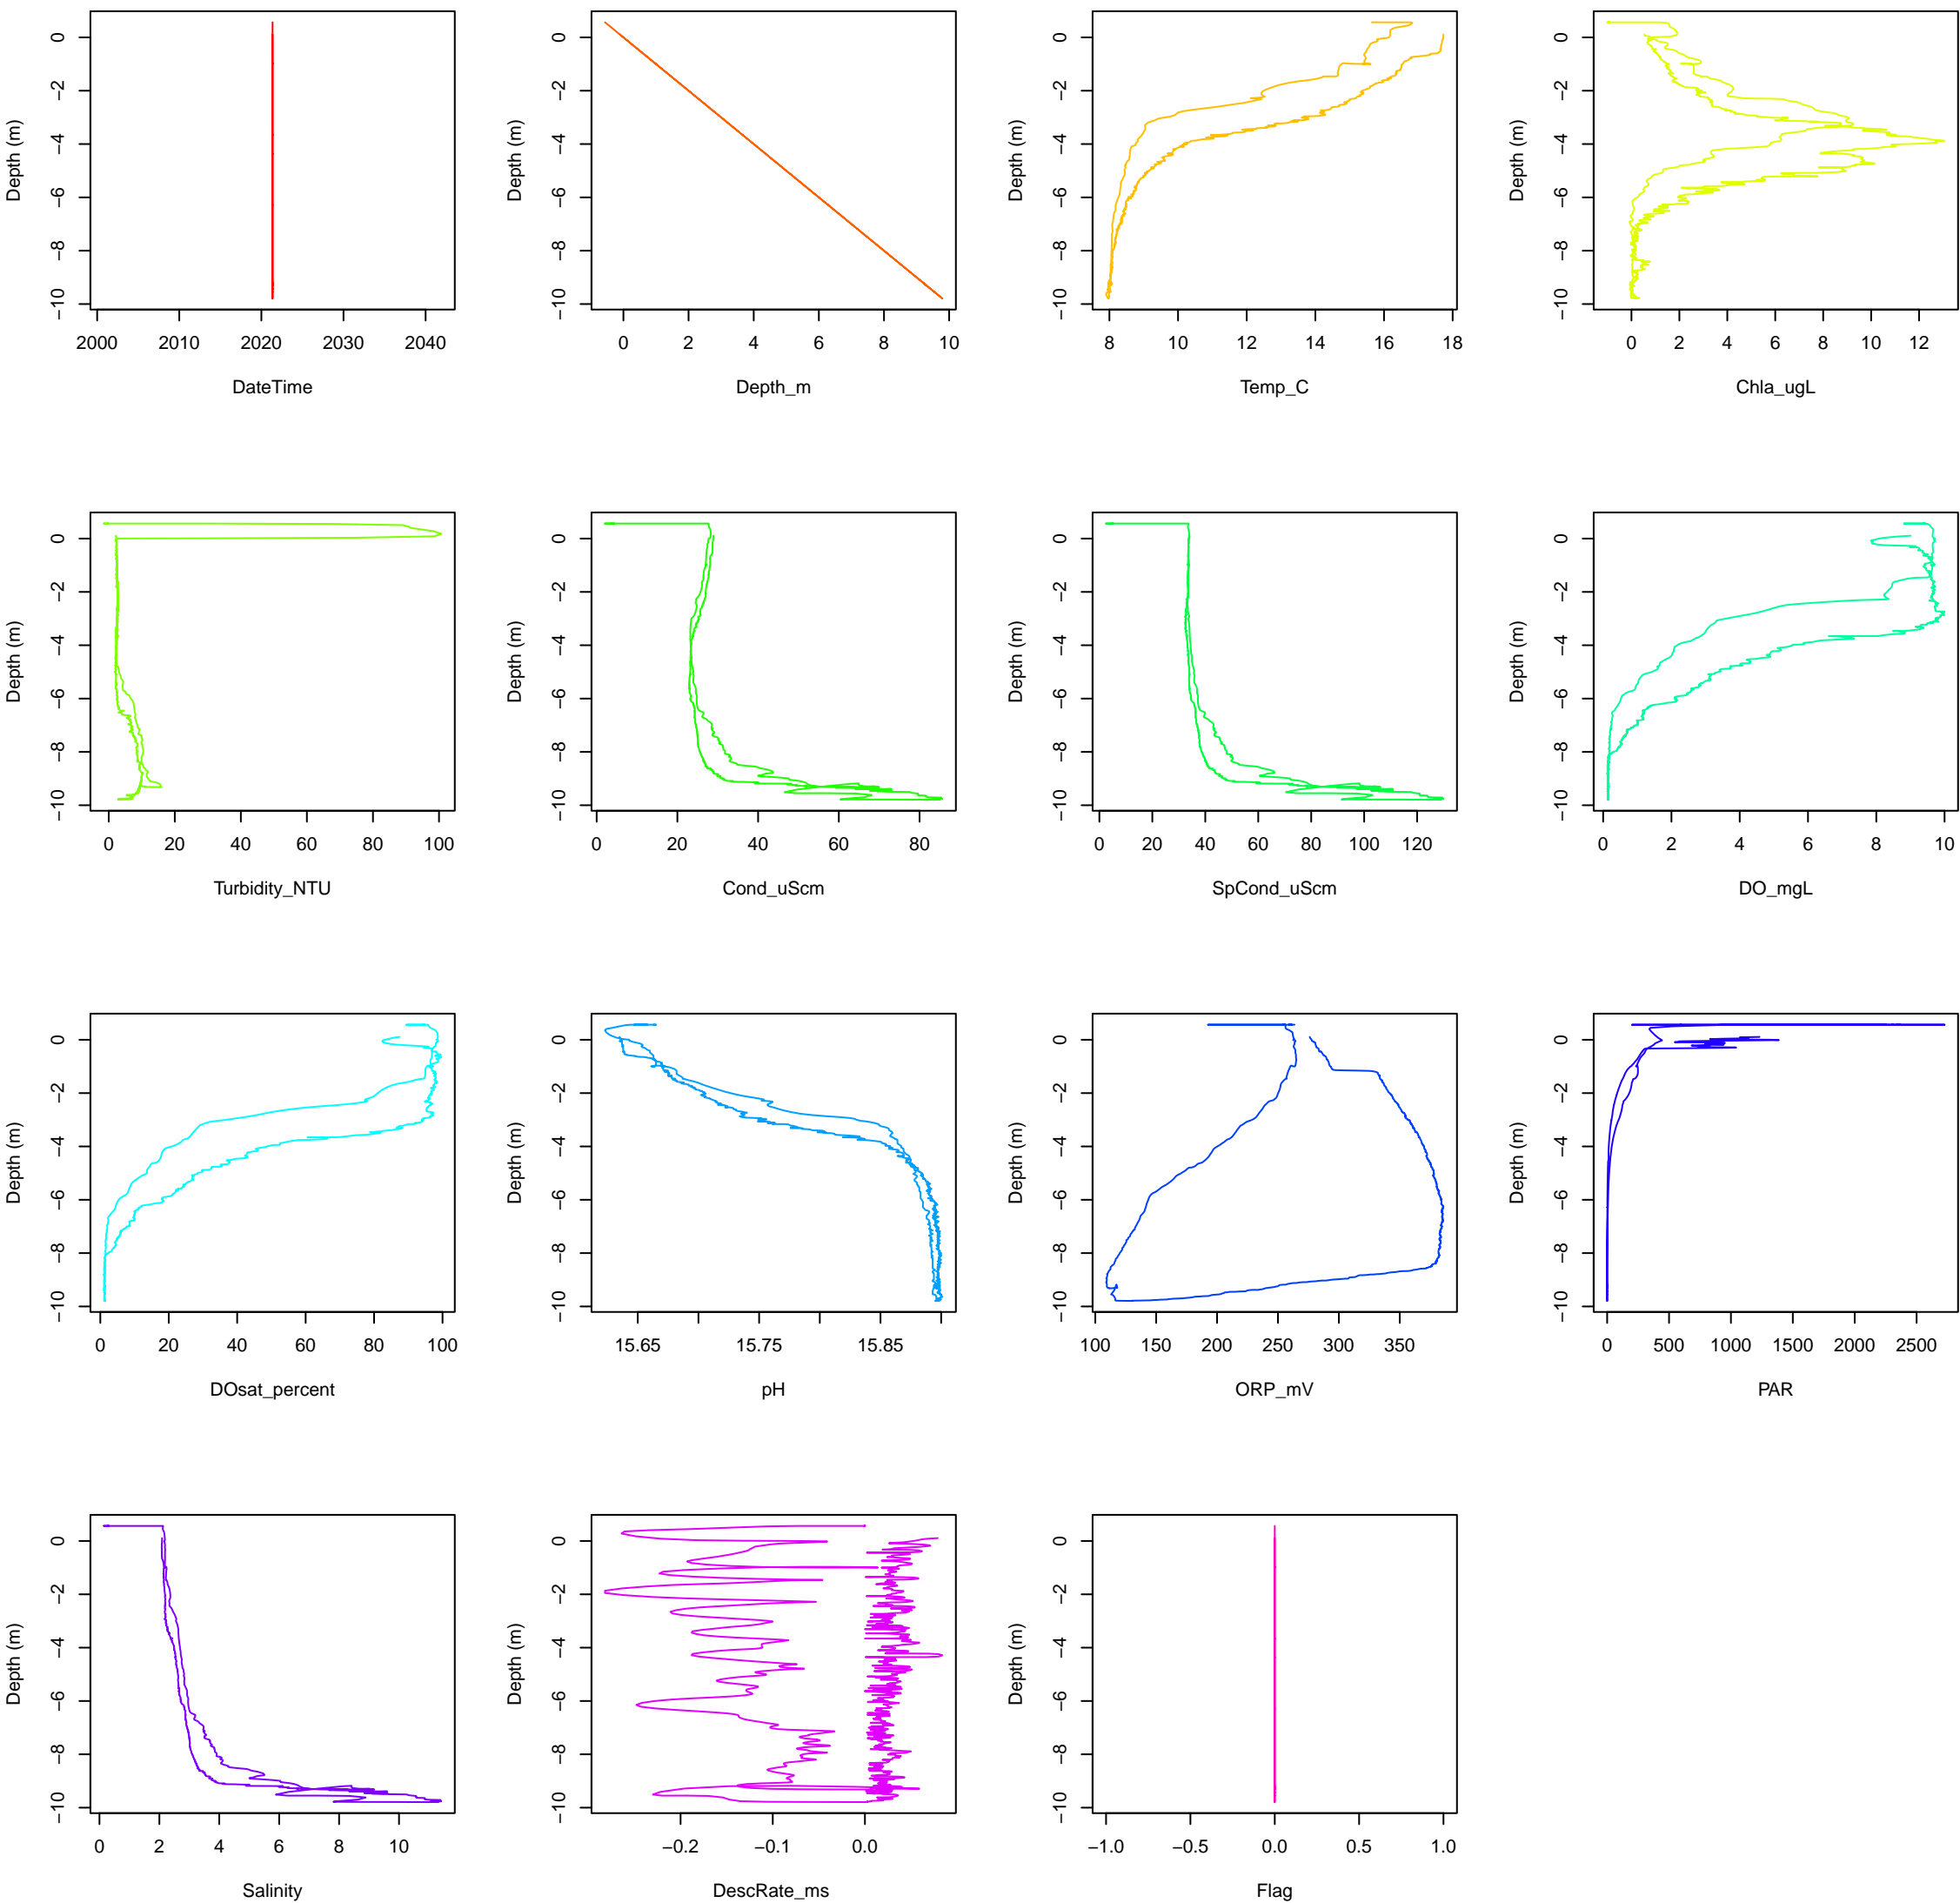 Depth (m)
0
−2
−4
−6
−8
−10
2000 2010 2020 2030 2040
DateTime
Depth (m)
0
−2
−4
−6
−8
−10
0 2 4 6 8 10
Depth_m
Depth (m)
0
−2
−4
−6
−8
−10
8 10 12 14 16 18
Temp_C
Depth (m)
0
−2
−4
−6
−8
−10
0 2 4 6 8 10 12
Chla_ugL
Depth (m)
0
−2
−4
−6
−8
−10
0 20 40 60 80 100
Turbidity_NTU
Depth (m)
0
−2
−4
−6
−8
−10
0 20 40 60 80
Cond_uScm
Depth (m)
0
−2
−4
−6
−8
−10
0 20 40 60 80 100 120
SpCond_uScm
Depth (m)
0
−2
−4
−6
−8
−10
0 2 4 6 8 10
DO_mgL
Depth (m)
0
−2
−4
−6
−8
−10
0 20 40 60 80 100
DOsat_percent
Depth (m)
0
−2
−4
−6
−8
−10
15.65 15.75 15.85
pH
Depth (m)
0
−2
−4
−6
−8
−10
100 150 200 250 300 350
ORP_mV
Depth (m)
0
−2
−4
−6
−8
−10
0 500 1000 1500 2000 2500
PAR
Depth (m)
0
−2
−4
−6
−8
−10
0 2 4 6 8 10
Salinity
Depth (m)
0
−2
−4
−6
−8
−10
−0.2 −0.1 0.0
DescRate_ms
Depth (m)
0
−2
−4
−6
−8
−10
−1.0 −0.5 0.0 0.5 1.0
Flag